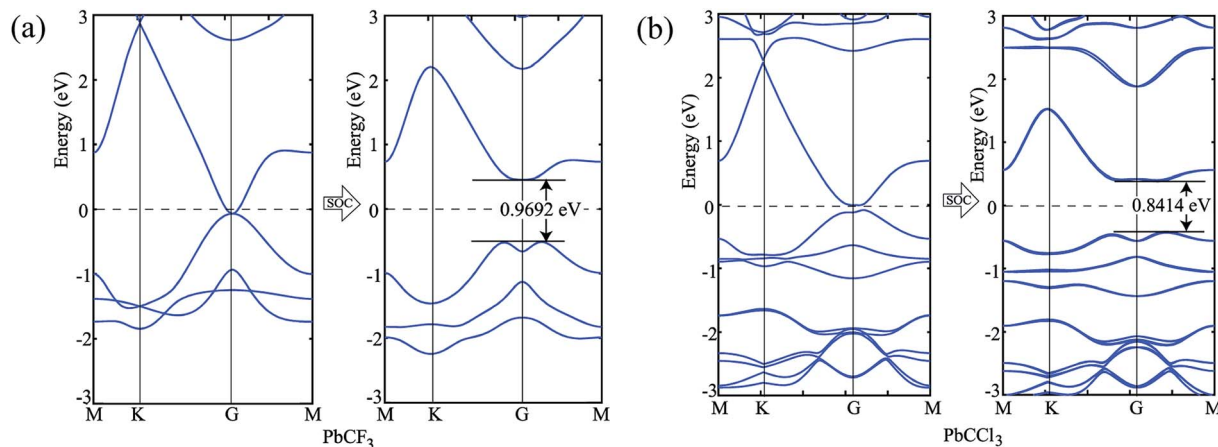 (a)
3
2
1
0
-1
-2
-3
Energy (eV)
M K G M
SOC
3
2
1
0
-1
-2
-3
Energy (eV)
0.9692 eV
M K G M
PbCF3
(b)
3
2
1
0
-1
-2
-3
Energy (eV)
M K G M
SOC
3
2
1
0
-1
-2
-3
Energy (eV)
0.8414 eV
M K G M
PbCCl3